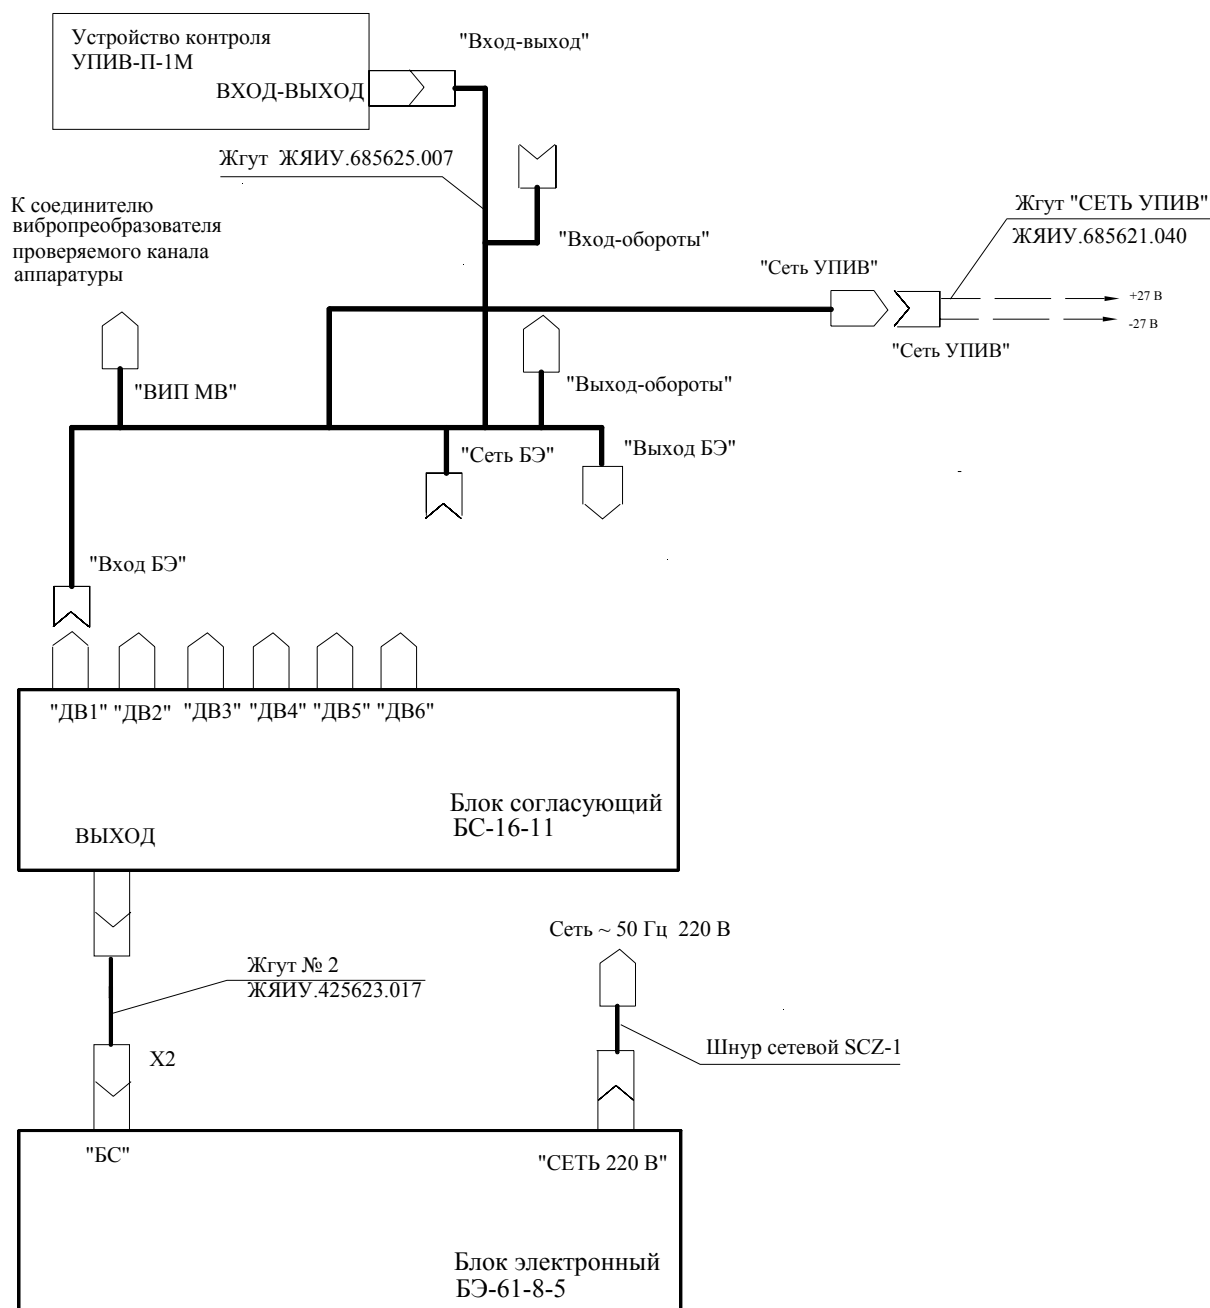 Устройство контроля
УПИВ-П-1М
ВХОД-ВЫХОД
"Вход-выход"
Жгут ЖЯИУ.685625.007
К соединителю
вибропреобразователя
проверяемого канала
аппаратуры
"Вход-обороты"
Жгут "СЕТЬ УПИВ"
ЖЯИУ.685621.040
"Сеть УПИВ"
+27 В
-27 В
"Сеть УПИВ"
"ВИП МВ"
"Выход-обороты"
"Сеть БЭ"
"Выход БЭ"
"Вход БЭ"
"ДВ1" "ДВ2" "ДВ3" "ДВ4" "ДВ5" "ДВ6"
Блок согласующий
БС-16-11
ВЫХОД
Сеть ~ 50 Гц 220 В
Жгут № 2
ЖЯИУ.425623.017
Х2
Шнур сетевой SCZ-1
"БС"
"СЕТЬ 220 В"
Блок электронный
БЭ-61-8-5